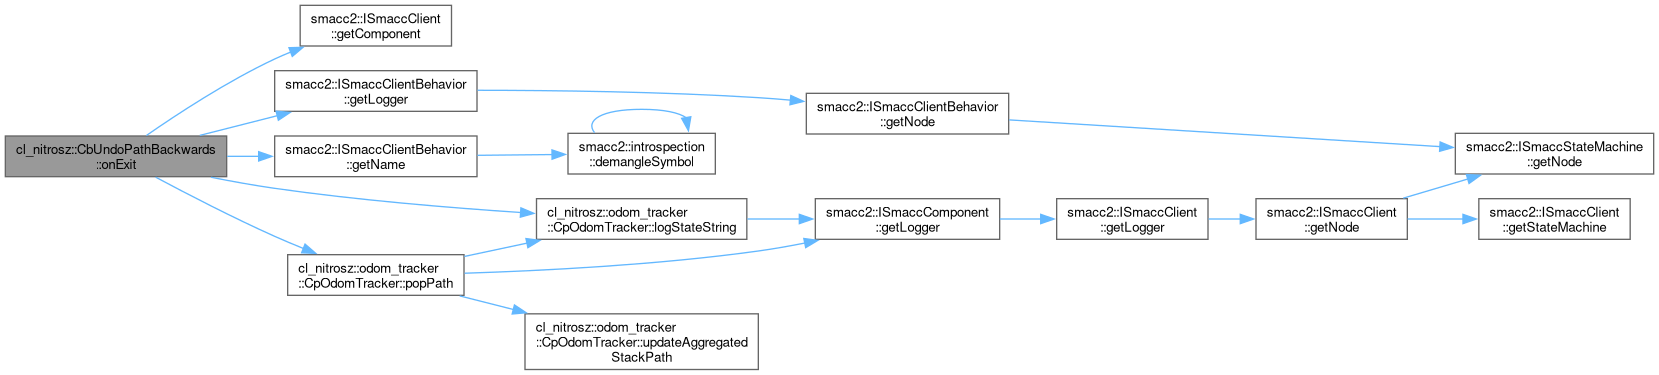 smacc2::ISmaccClient
::getComponent
smacc2::ISmaccClientBehavior
::getLogger
smacc2::ISmaccClientBehavior
::getNode
cl_nitrosz::CbUndoPathBackwards
::onExit
smacc2::ISmaccClientBehavior
::getName
smacc2::introspection
::demangleSymbol
smacc2::ISmaccStateMachine
::getNode
cl_nitrosz::odom_tracker
::CpOdomTracker::logStateString
smacc2::ISmaccComponent
::getLogger
smacc2::ISmaccClient
::getLogger
smacc2::ISmaccClient
::getNode
smacc2::ISmaccClient
::getStateMachine
cl_nitrosz::odom_tracker
::CpOdomTracker::popPath
cl_nitrosz::odom_tracker
::CpOdomTracker::updateAggregated
StackPath